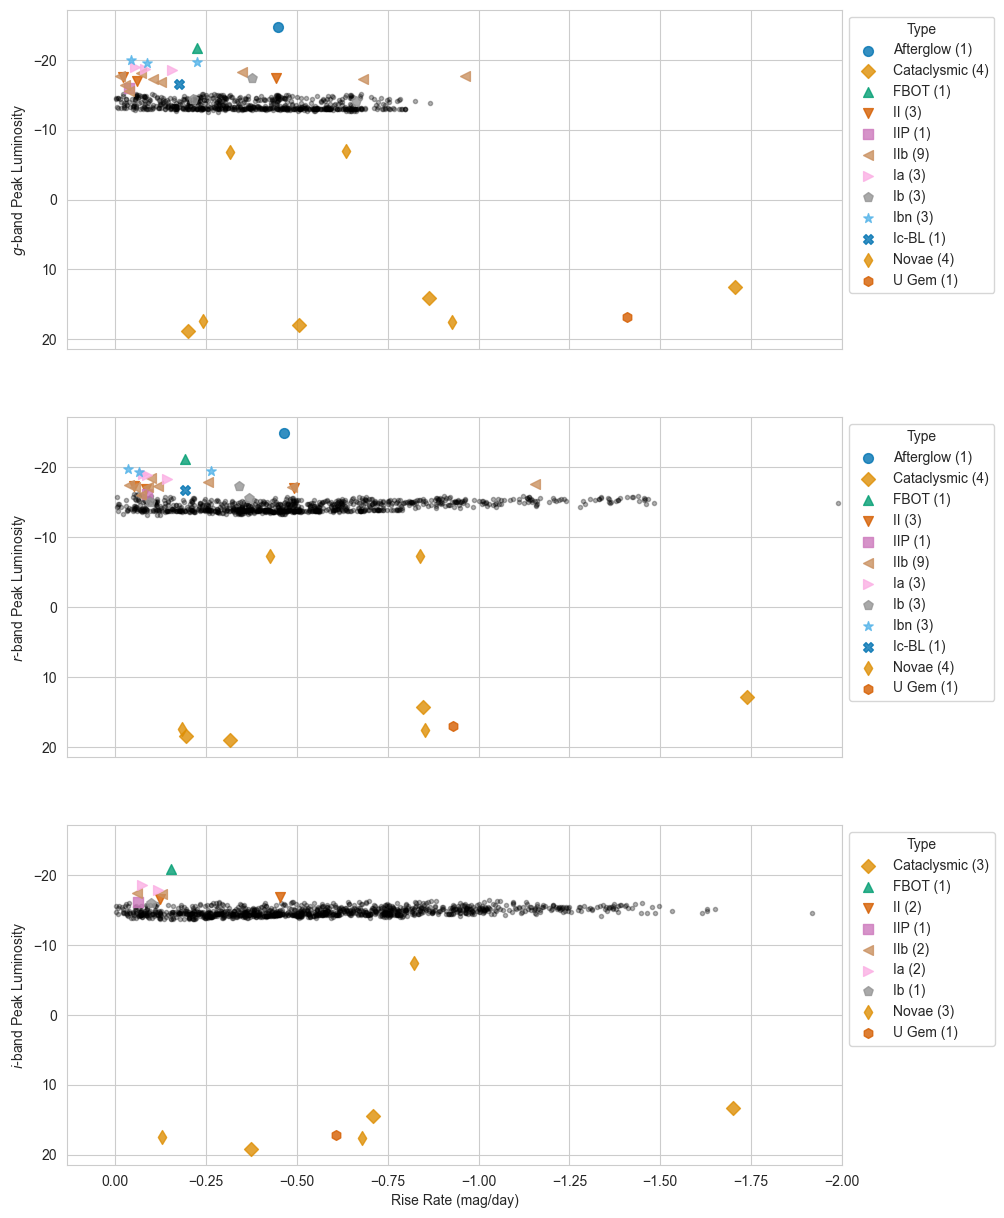 −20
−10
0
10
20
g-band Peak Luminosity
Type
Afterglow (1)
Cataclysmic (4)
FBOT (1)
II (3)
IIP (1)
IIb (9)
Ia (3)
Ib (3)
Ibn (3)
Ic-BL (1)
Novae (4)
U Gem (1)
−20
−10
0
10
20
r-band Peak Luminosity
Type
Afterglow (1)
Cataclysmic (4)
FBOT (1)
II (3)
IIP (1)
IIb (9)
Ia (3)
Ib (3)
Ibn (3)
Ic-BL (1)
Novae (4)
U Gem (1)
−20
−10
0
10
20
i-band Peak Luminosity
Type
Cataclysmic (3)
FBOT (1)
II (2)
IIP (1)
IIb (2)
Ia (2)
Ib (1)
Novae (3)
U Gem (1)
0.00 −0.25 −0.50 −0.75 −1.00 −1.25 −1.50 −1.75 −2.00
Rise Rate (mag/day)